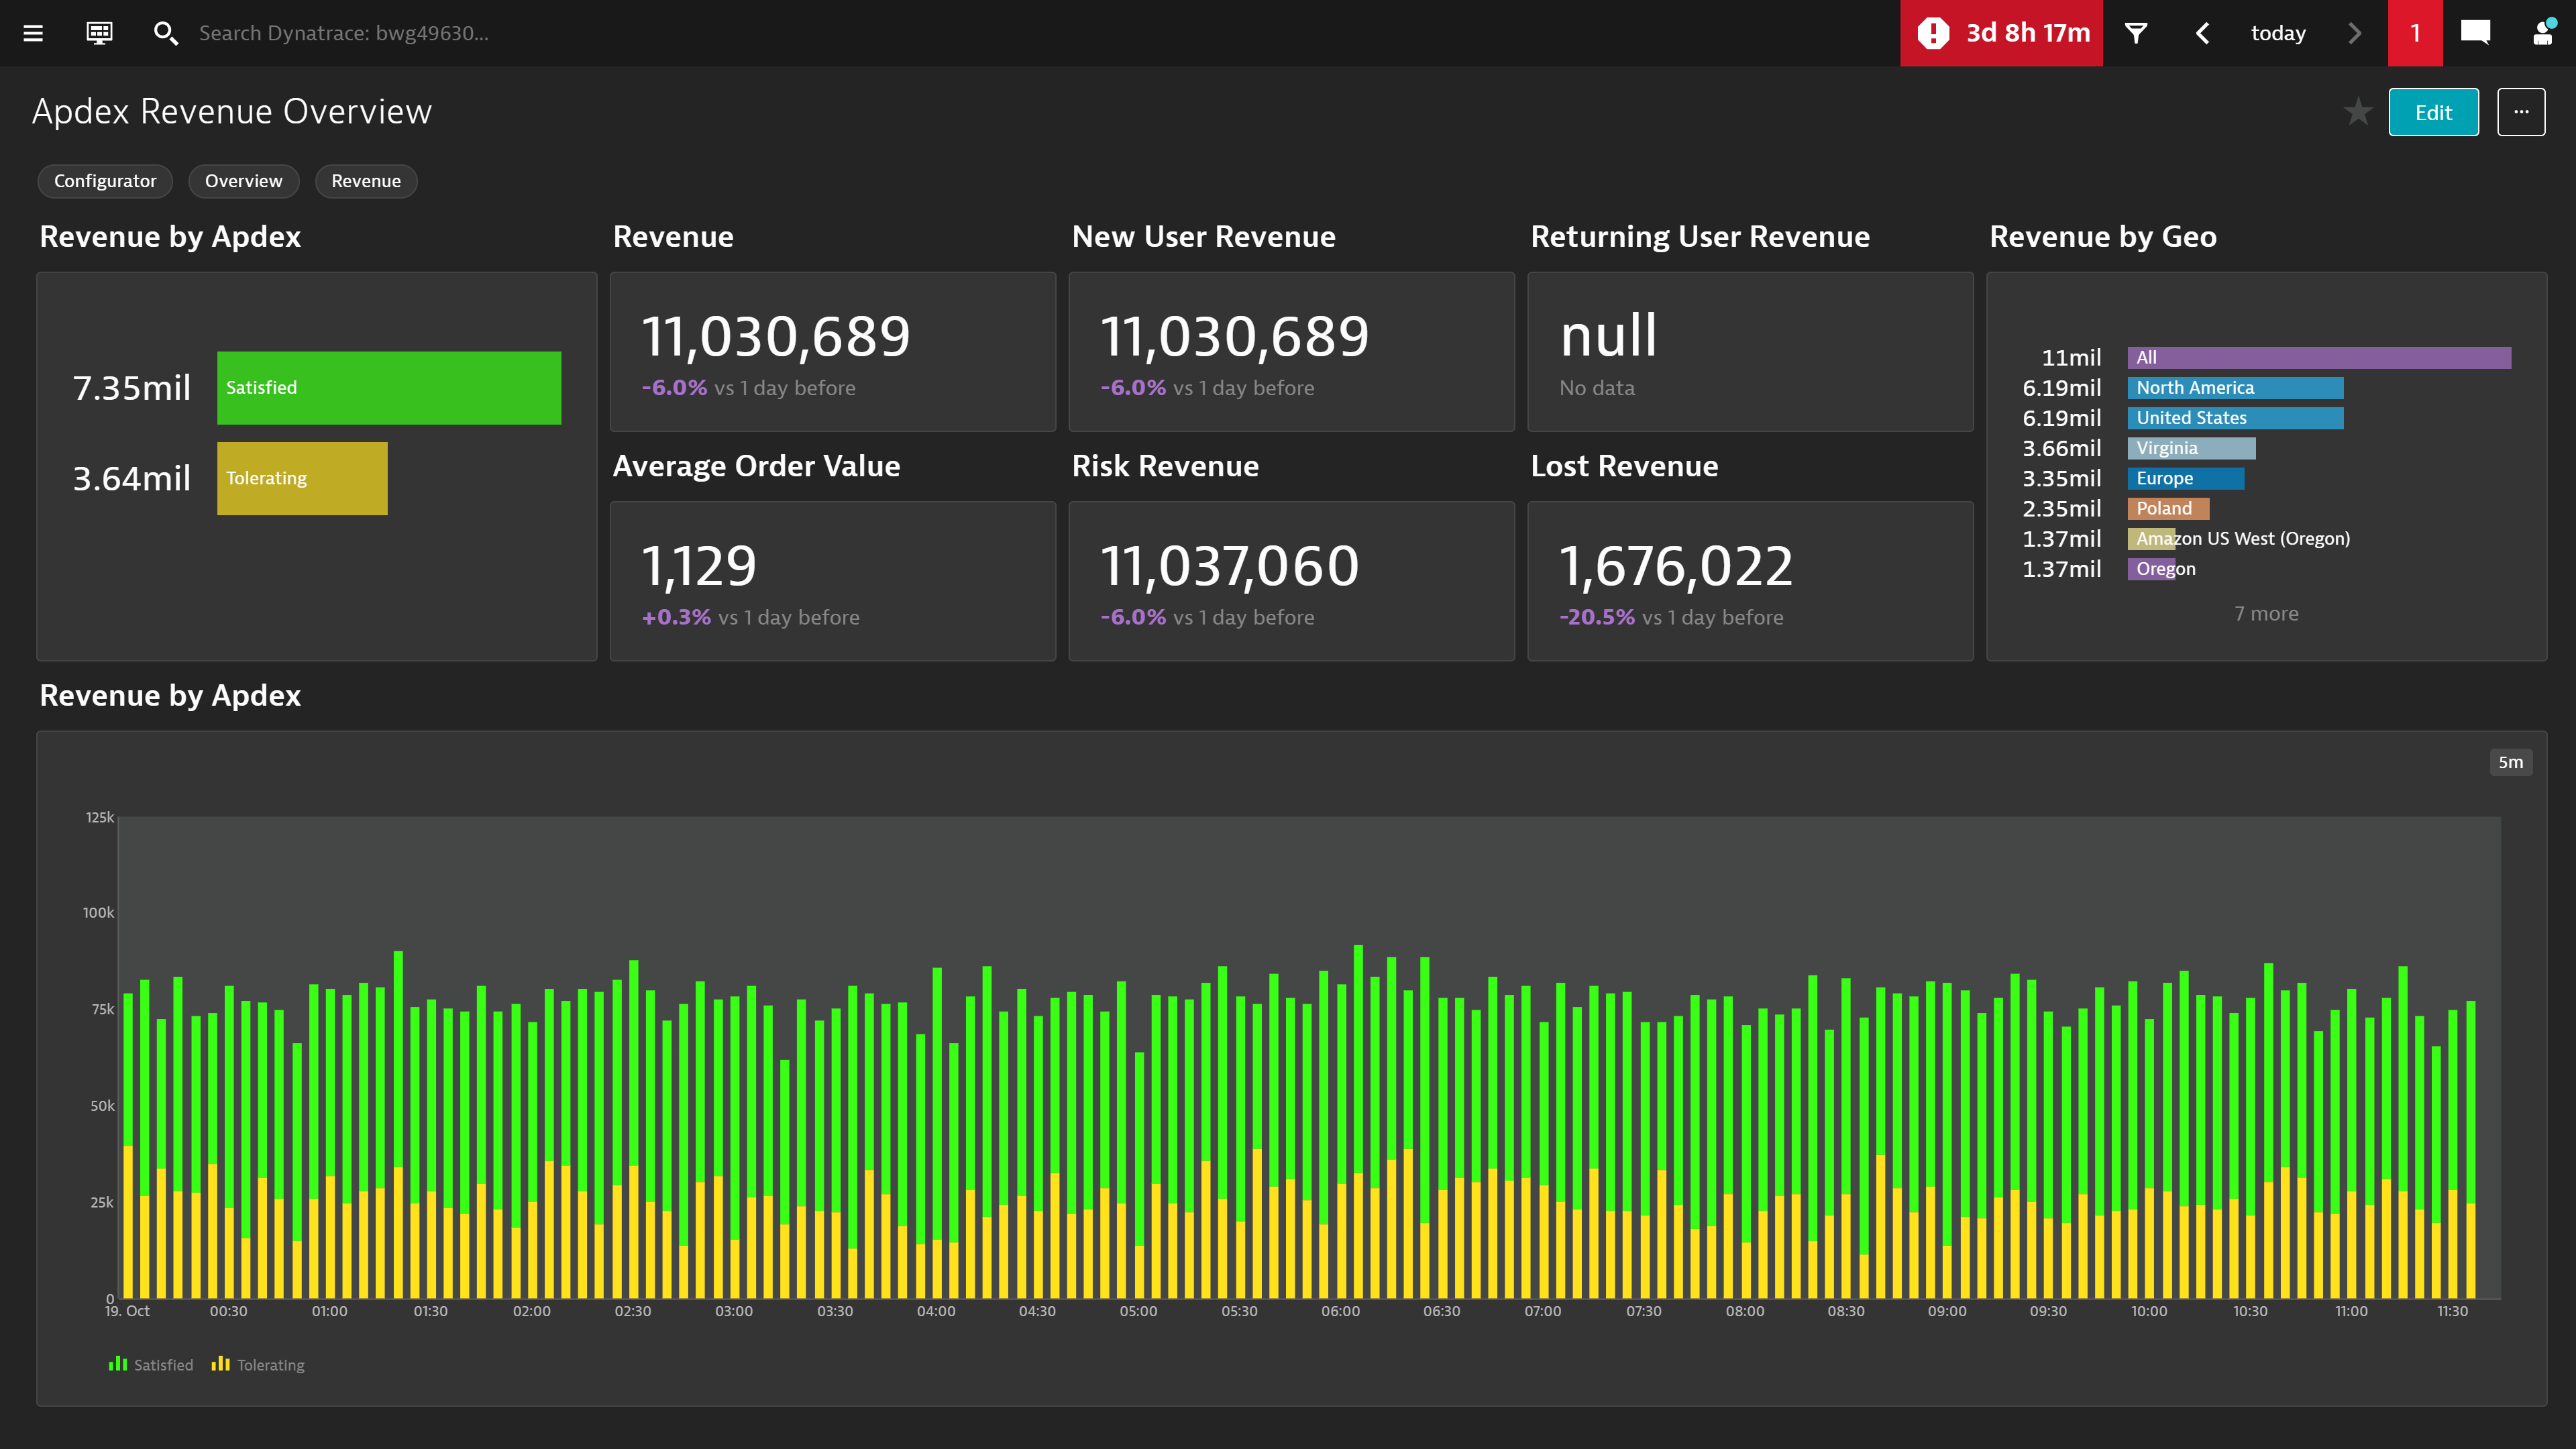 Search Dynatrace: bwg49630...
3d 8h 17m
today
1
Apdex Revenue Overview
Edit
...
Configurator
Overview
Revenue
Revenue by Apdex
7.35mil
Satisfied
3.64mil
Tolerating
Revenue
11,030,689
-6.0% vs 1 day before
New User Revenue
11,030,689
-6.0% vs 1 day before
Returning User Revenue
null
No data
Average Order Value
1,129
+0.3% vs 1 day before
Risk Revenue
11,037,060
-6.0% vs 1 day before
Lost Revenue
1,676,022
-20.5% vs 1 day before
Revenue by Geo
11mil All
6.19mil North America
6.19mil United States
3.66mil Virginia
3.35mil Europe
2.35mil Poland
1.37mil Amazon US West (Oregon)
1.37mil Oregon
7 more
Revenue by Apdex
5m
125k
100k
75k
50k
25k
0
19. Oct 00:30 01:00 01:30 02:00 02:30 03:00 03:30 04:00 04:30 05:00 05:30 06:00 06:30 07:00 07:30 08:00 08:30 09:00 09:30 10:00 10:30 11:00 11:30
Satisfied Tolerating